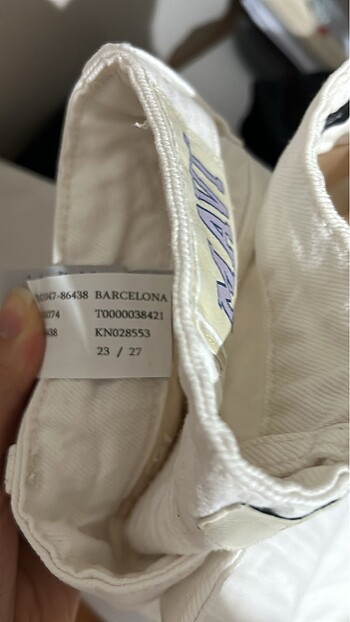 BARCELONA
T0000038421
KN028553
23 / 27
MAVI